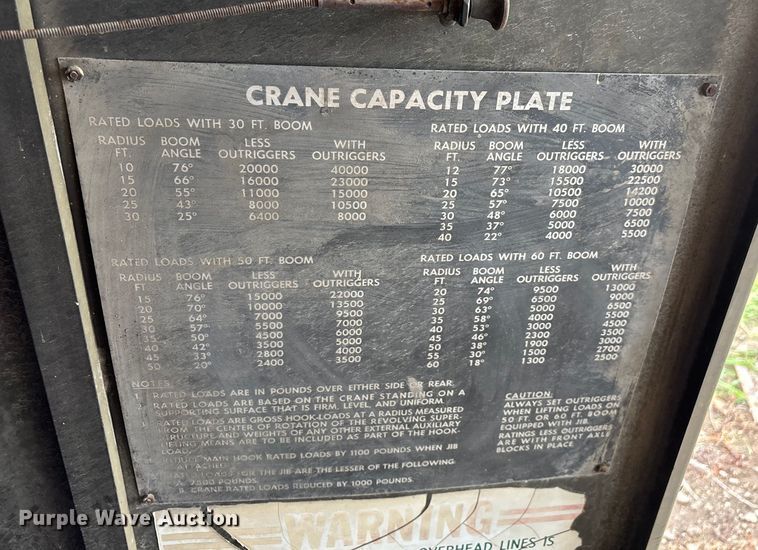 CRANE CAPACITY PLATE
RATED LOADS WITH 30 FT. BOOM
RADIUS FT. BOOM ANGLE LESS OUTRIGGERS WITH OUTRIGGERS
10 76° 20000 40000
15 66° 16000 23000
20 55° 11000 15000
25 43° 8000 10500
30 25° 6400 8000
RATED LOADS WITH 40 FT. BOOM
RADIUS FT. BOOM ANGLE LESS OUTRIGGERS WITH OUTRIGGERS
12 77° 18000 30000
15 73° 15500 22500
20 65° 10500 14200
25 57° 7500 10000
30 48° 6000 7500
35 37° 5000 6500
40 22° 4000 5500
RATED LOADS WITH 50 FT. BOOM
RADIUS FT. BOOM ANGLE LESS OUTRIGGERS WITH OUTRIGGERS
15 76° 15000 22000
20 70° 10000 13500
25 64° 7000 9500
30 57° 5500 7000
35 50° 4500 6000
40 42° 3500 5000
45 33° 2800 4000
50 20° 2400 3500
RATED LOADS WITH 60 FT. BOOM
RADIUS FT. BOOM ANGLE LESS OUTRIGGERS WITH OUTRIGGERS
20 74° 9500 13000
25 69° 6500 9000
30 63° 5000 6500
35 58° 4000 5500
40 53° 3000 4500
45 46° 2300 3500
50 38° 1900 3000
55 30° 1500 2700
60 18° 1300 2500
NOTES
1. RATED LOADS ARE IN POUNDS OVER EITHER SIDE OR REAR.
RATED LOADS ARE BASED ON THE CRANE STANDING ON A
SUPPORTING SURFACE THAT IS FIRM, LEVEL, AND UNIFORM.
RATED LOADS ARE GROSS HOOK-LOADS AT A RADIUS MEASURED
FROM THE CENTER OF ROTATION OF THE REVOLVING SUPER-
STRUCTURE AND WEIGHTS OF ANY OTHER EXTERNAL AUXILIARY
LIFTING MEANS ARE TO BE INCLUDED AS PART OF THE HOOK-
LOAD.
MAIN HOOK RATED LOADS BY 1100 POUNDS WHEN JIB
ATTACHED.
LOADS FOR THE JIB ARE THE LESSER OF THE FOLLOWING
A. 7500 POUNDS.
B. CRANE RATED LOADS REDUCED BY 1000 POUNDS.
CAUTION:
ALWAYS SET OUTRIGGERS
WHEN LIFTING LOADS ON
50 FT. OR 60 FT. BOOM
EQUIPPED WITH JIB.
RATINGS LESS OUTRIGGERS
ARE WITH FRONT AXLE
BLOCKS IN PLACE
WARNING
OVERHEAD LINES IS
Purple Wave Auction